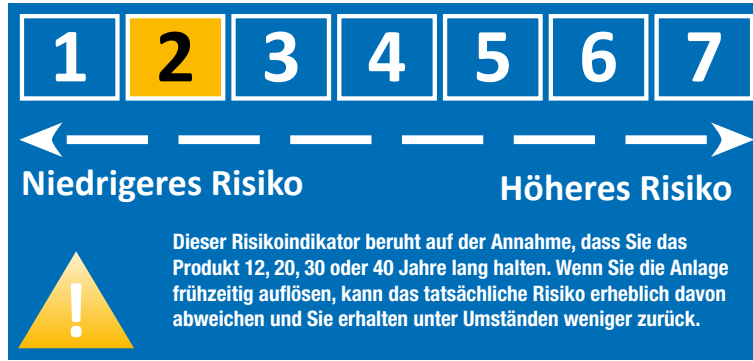 1 2 3 4 5 6 7
Niedrigeres Risiko Höheres Risiko
!
Dieser Risikoindikator beruht auf der Annahme, dass Sie das
Produkt 12, 20, 30 oder 40 Jahre lang halten. Wenn Sie die Anlage
frühzeitig auflösen, kann das tatsächliche Risiko erheblich davon
abweichen und Sie erhalten unter Umständen weniger zurück.